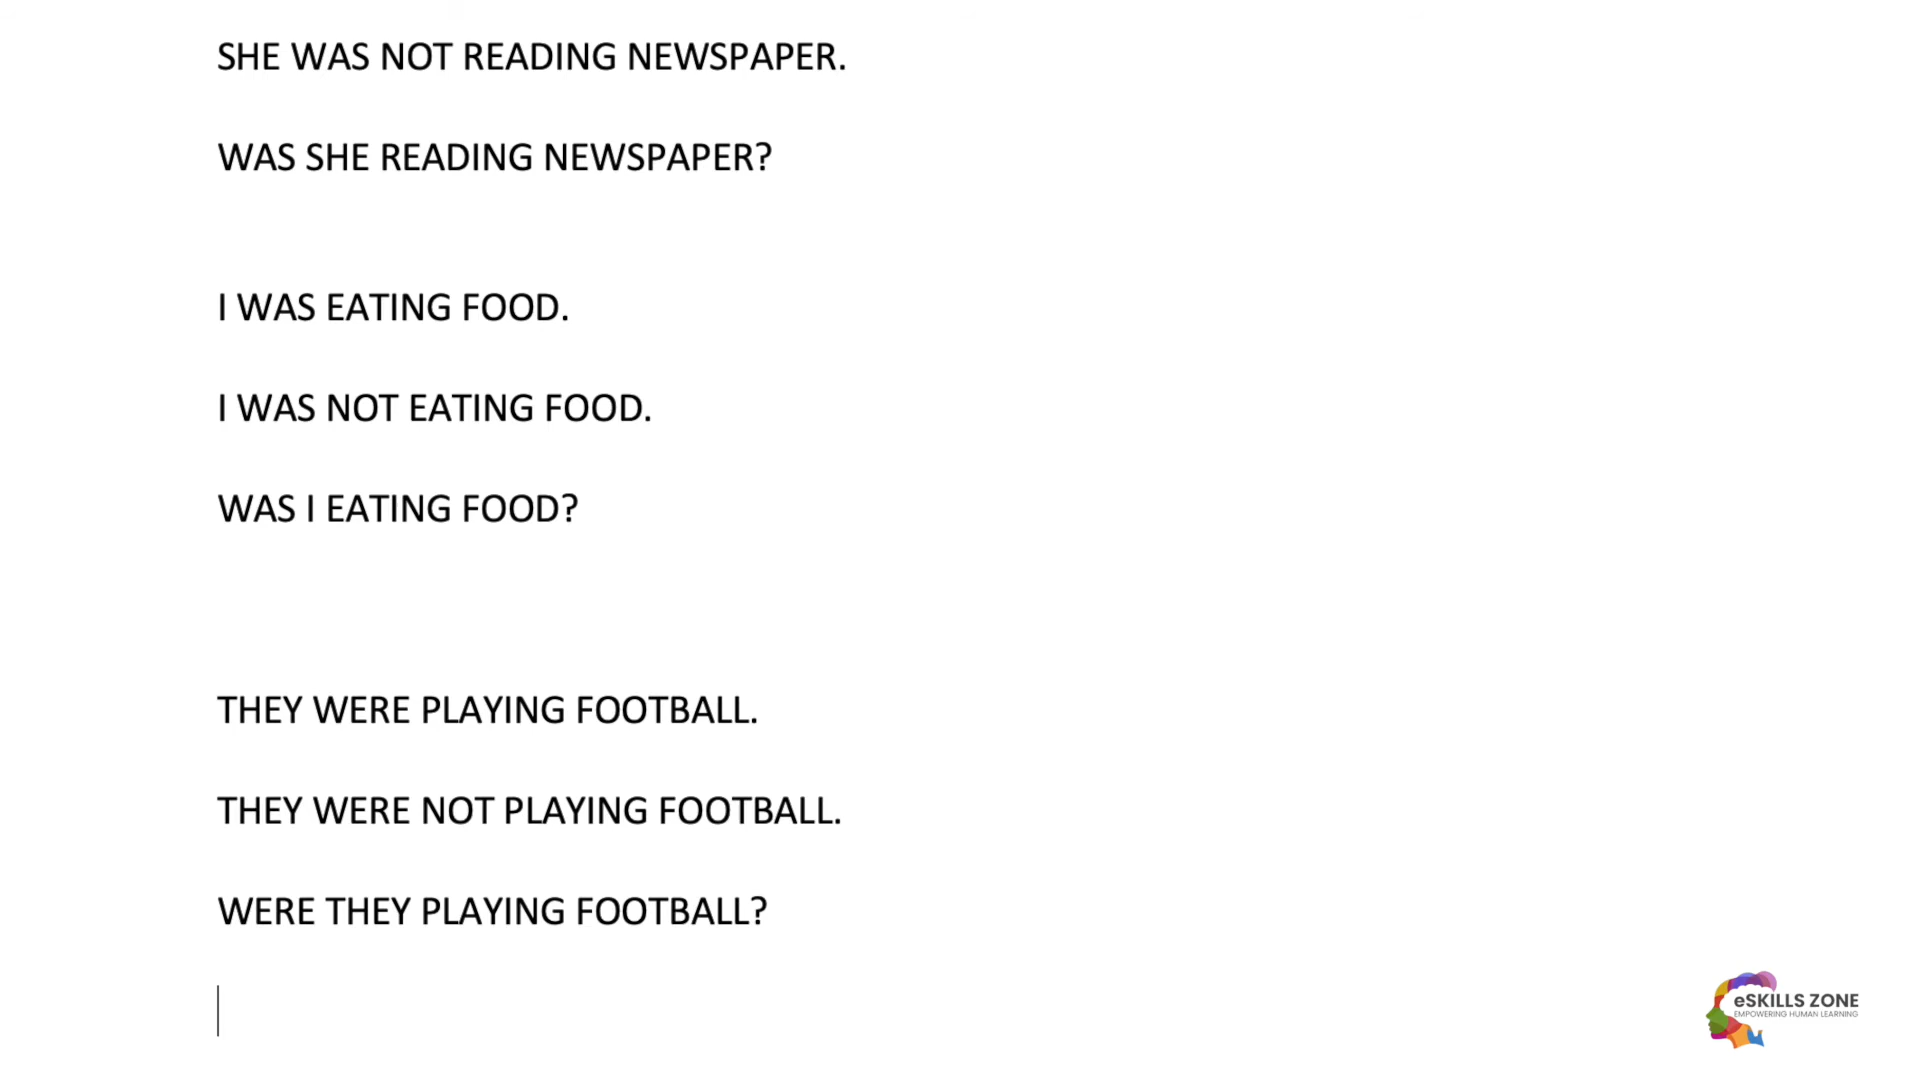 SHE WAS NOT READING NEWSPAPER.
WAS SHE READING NEWSPAPER?
I WAS EATING FOOD.
I WAS NOT EATING FOOD.
WAS I EATING FOOD?
THEY WERE PLAYING FOOTBALL.
THEY WERE NOT PLAYING FOOTBALL.
WERE THEY PLAYING FOOTBALL?
eSKILLS ZONE
EMPOWERING HUMAN LEARNING